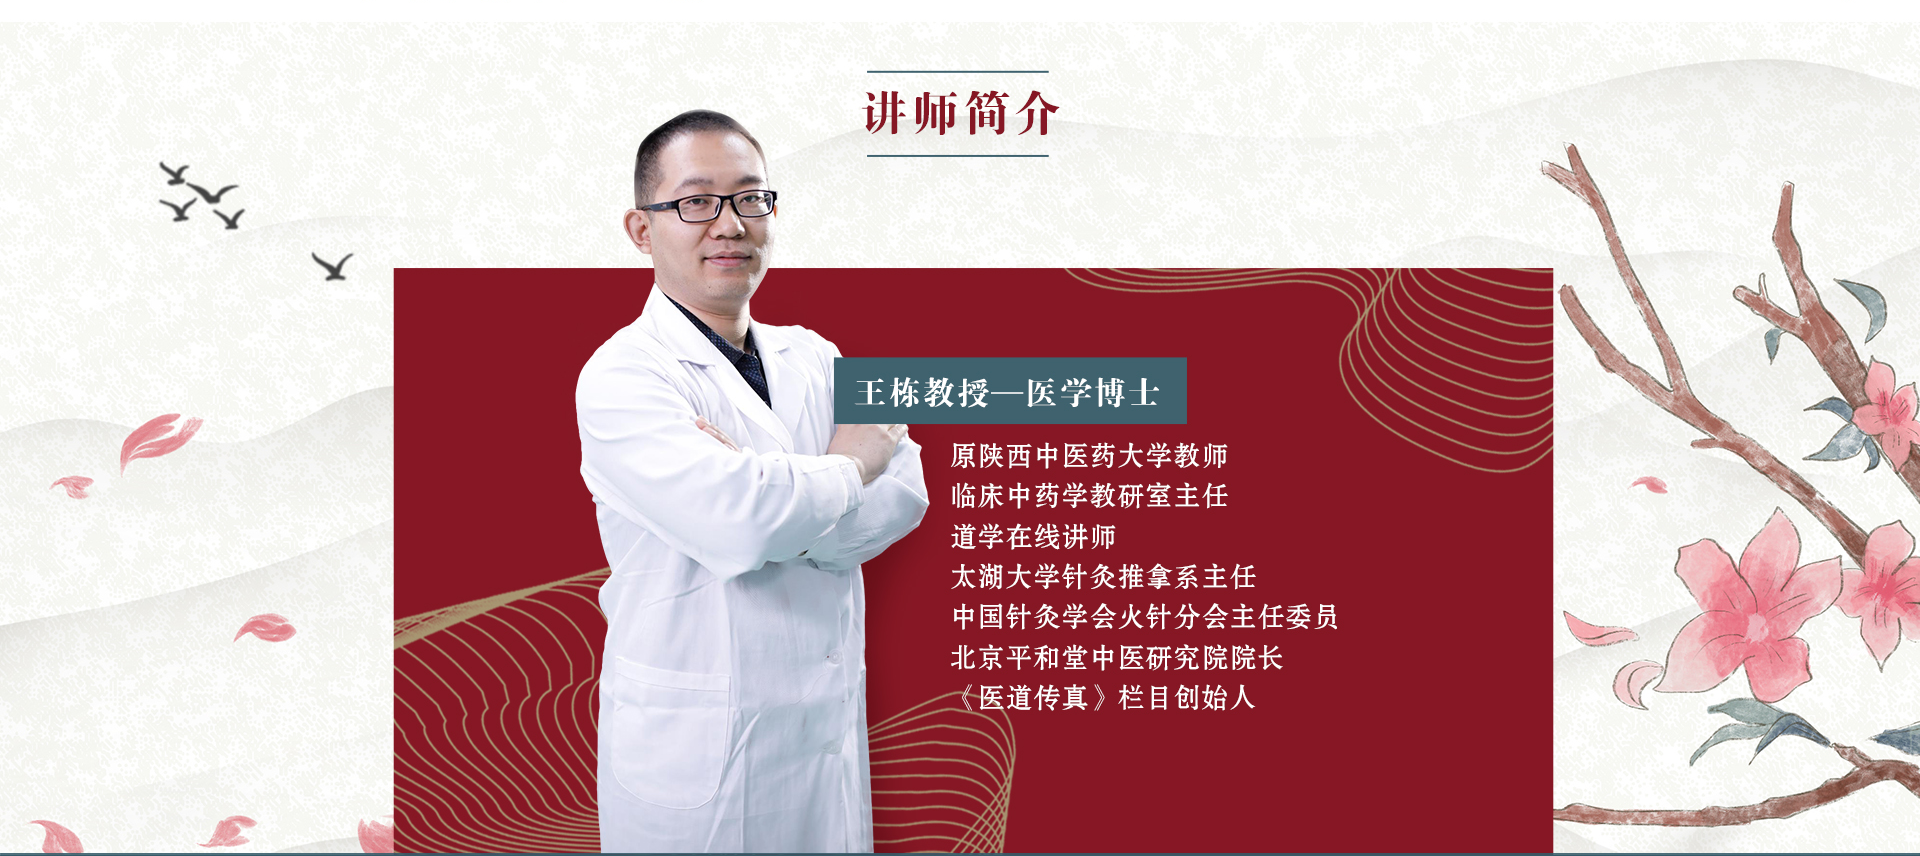 讲师简介
王栋教授—医学博士
原陕西中医药大学教师
临床中药学教研室主任
道学在线讲师
太湖大学针灸推拿系主任
中国针灸学会火针分会主任委员
北京平和堂中医研究院院长
《医道传真》栏目创始人